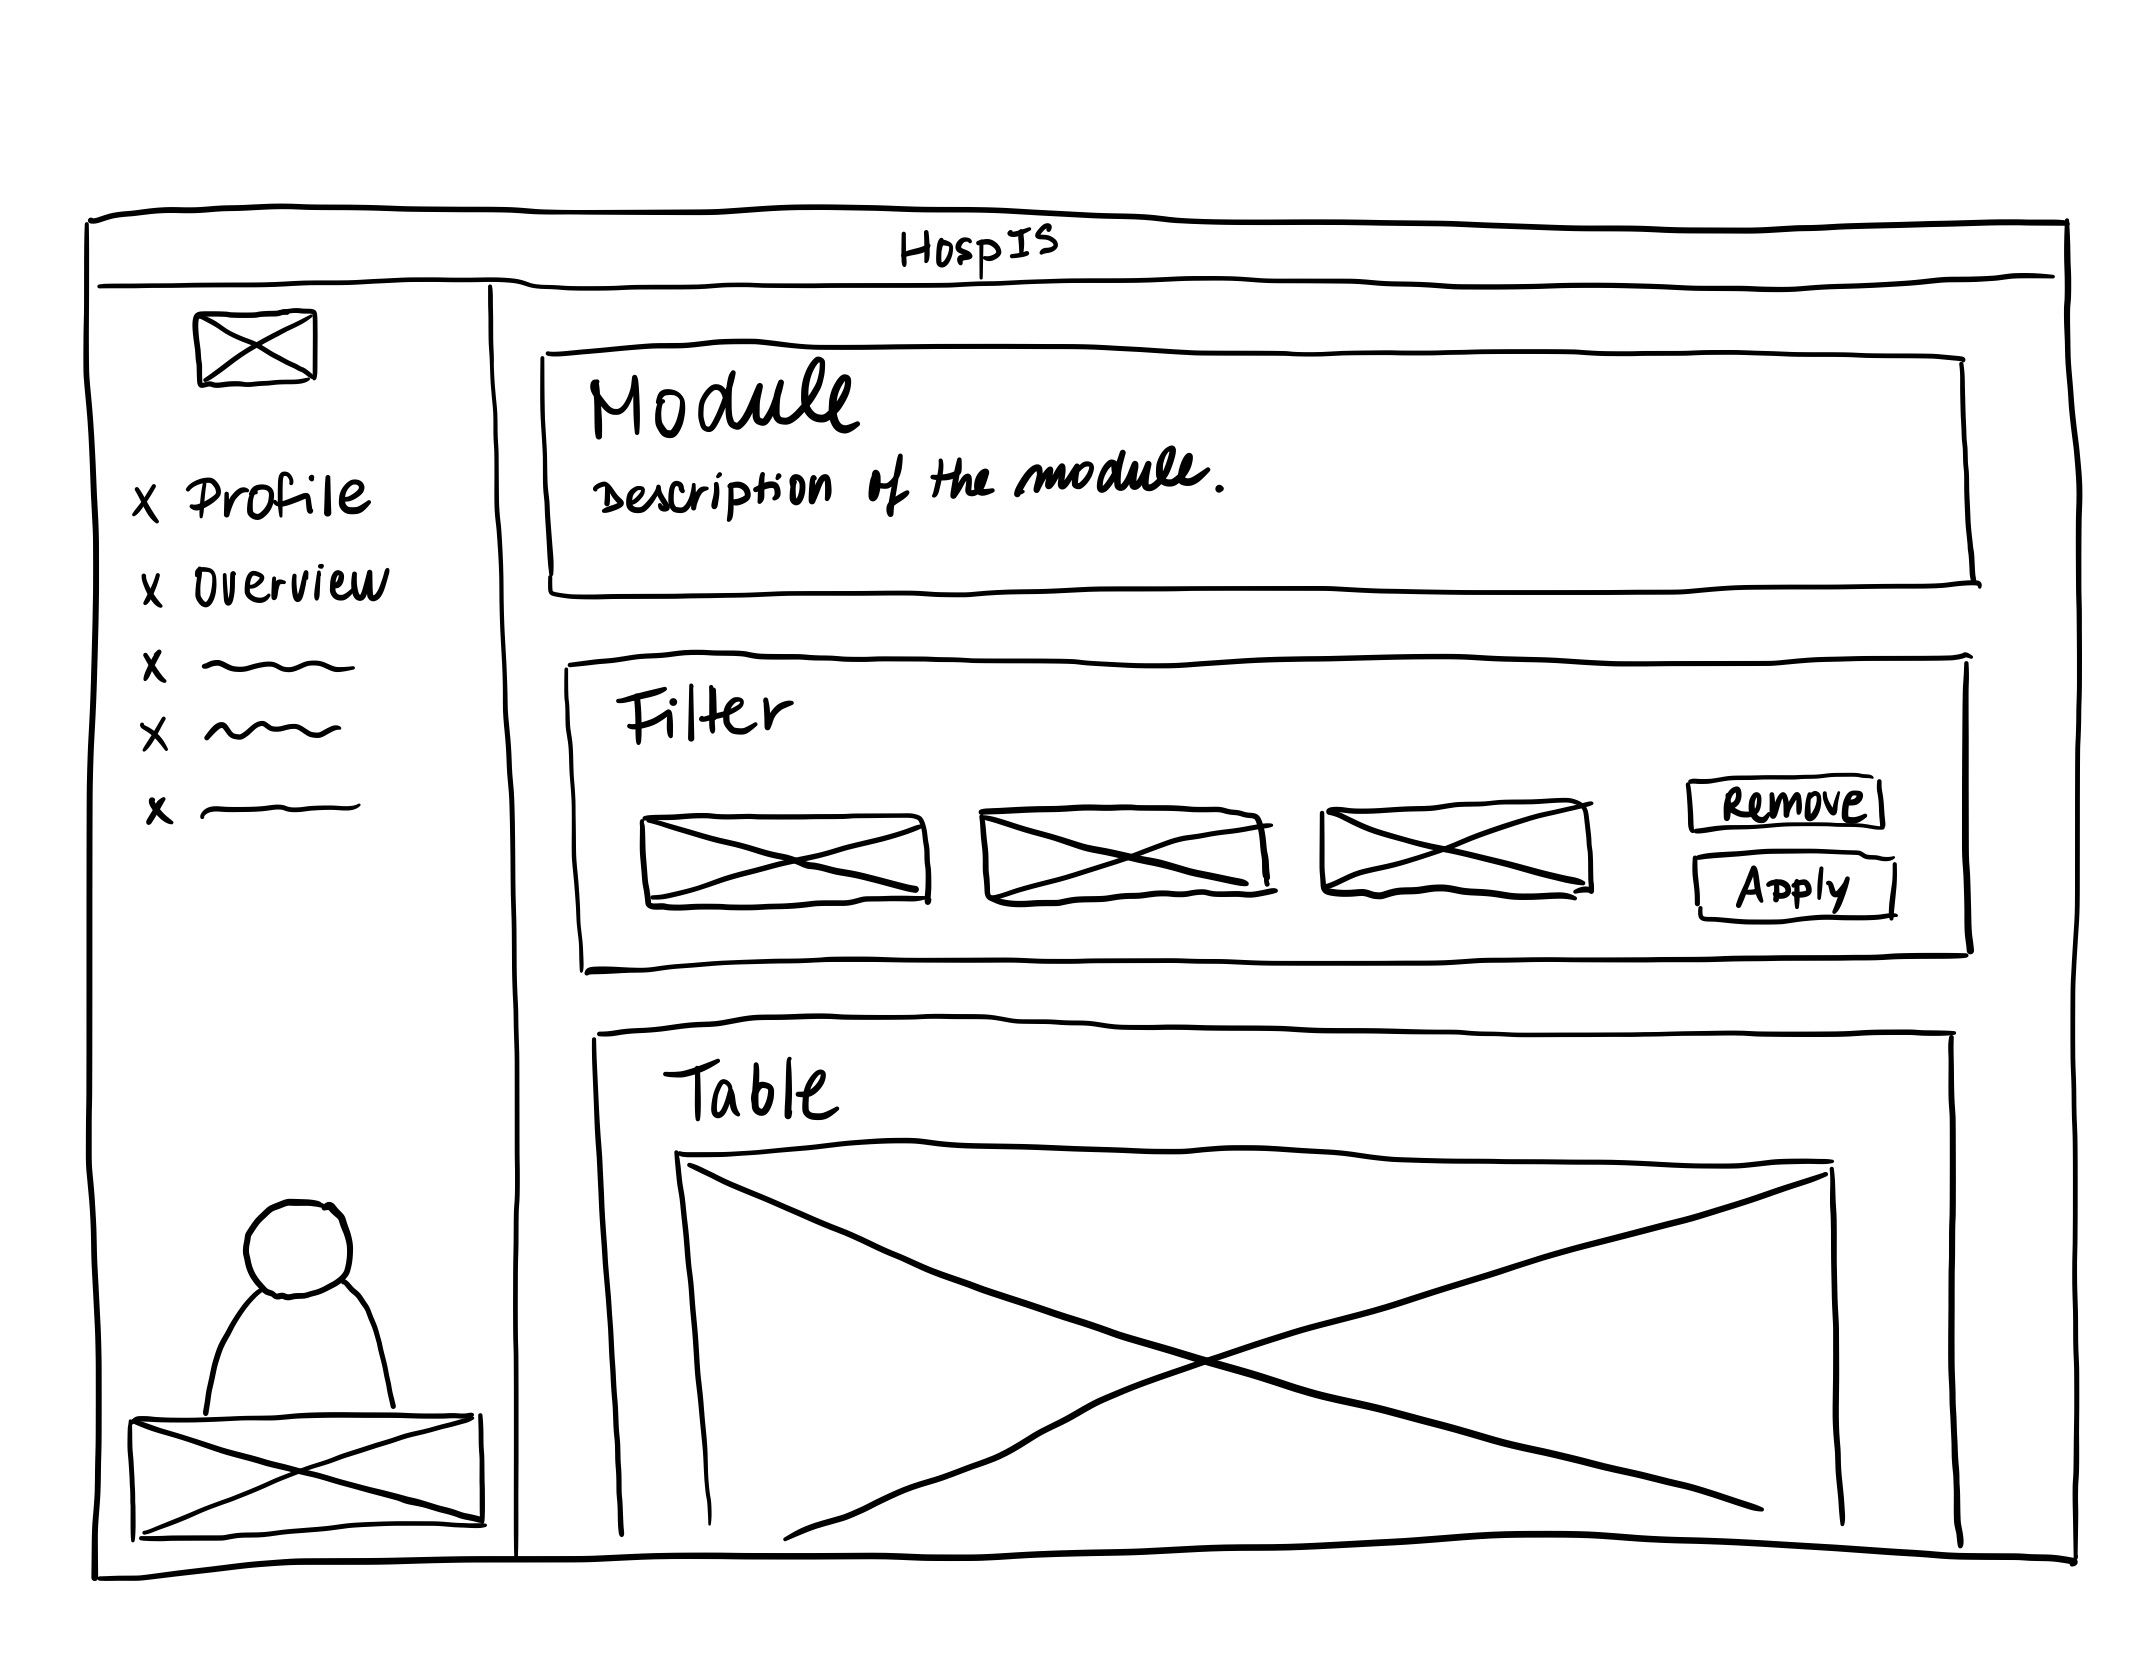 HospIS
Profile
Overview
Module
Description of the module.
Filter
Remove
Apply
Table